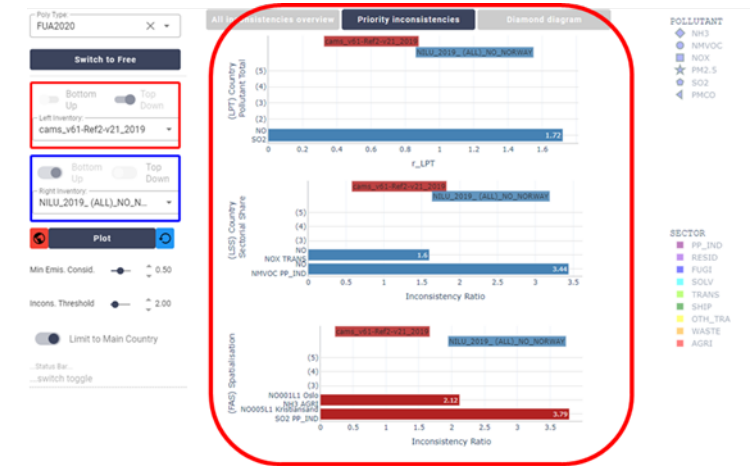 Poly Type:
FUA2020
Switch to Free
Bottom Up
Top Down
Left Inventory:
cams_v61-Ref2-v21_2019
Bottom Up
Top Down
Right Inventory:
NILU_2019_ (ALL)_NO_N...
Plot
Min Emis. Consid.
0.50
Incons. Threshold
2.00
Limit to Main Country
...Status Bar...
...switch toggle
All inconsistencies overview
Priority inconsistencies
Diamond diagram
cams_v61-Ref2-v21_2019
NILU_2019_ (ALL)_NO_NORWAY
(LPT) Country
Pollutant Total
(5)
(4)
(3)
(2)
NO
SO2
1.72
0 0.2 0.4 0.6 0.8 1 1.2 1.4 1.6
r_LPT
cams_v61-Ref2-v21_2019
NILU_2019_ (ALL)_NO_NORWAY
(LSS) Country
Sectorial Share
(5)
(4)
(3)
NO
NOX TRANS
1.6
NO
NMVOC PP_IND
3.44
0 0.5 1 1.5 2 2.5 3 3.5
Inconsistency Ratio
cams_v61-Ref2-v21_2019
NILU_2019_ (ALL)_NO_NORWAY
(FAS) Spatialisation
(5)
(4)
(3)
NO001L1 Oslo
NH3 AGRI
2.12
NO005L1 Kristiansand
SO2 PP_IND
3.79
0 0.5 1 1.5 2 2.5 3 3.5
Inconsistency Ratio
POLLUTANT
NH3
NMVOC
NOX
PM2.5
SO2
PMCO
SECTOR
PP_IND
RESID
FUGI
SOLV
TRANS
SHIP
OTH_TRA
WASTE
AGRI